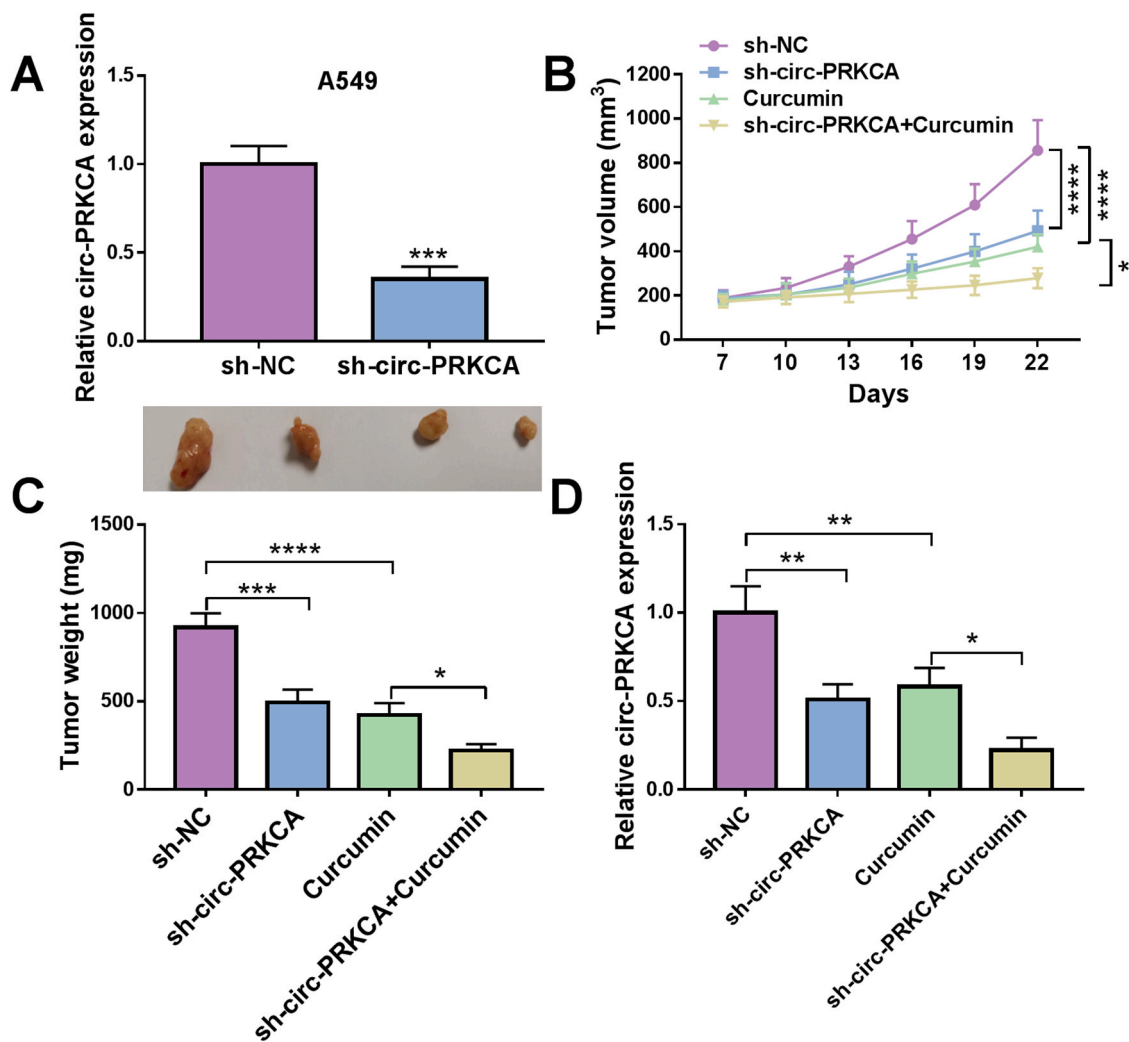 A
A549
Relative circ-PRKCA expression
1.5
1.0
0.5
0.0
***
sh-NC
sh-circ-PRKCA
B
sh-NC
sh-circ-PRKCA
Curcumin
sh-circ-PRKCA+Curcumin
Tumor volume (mm³)
1200
1000
800
600
400
200
0
7 10 13 16 19 22
Days
****
****
*
C
Tumor weight (mg)
1500
1000
500
0
****
***
*
sh-NC
sh-circ-PRKCA
Curcumin
sh-circ-PRKCA+Curcumin
D
Relative circ-PRKCA expression
1.5
1.0
0.5
0.0
**
**
*
sh-NC
sh-circ-PRKCA
Curcumin
sh-circ-PRKCA+Curcumin